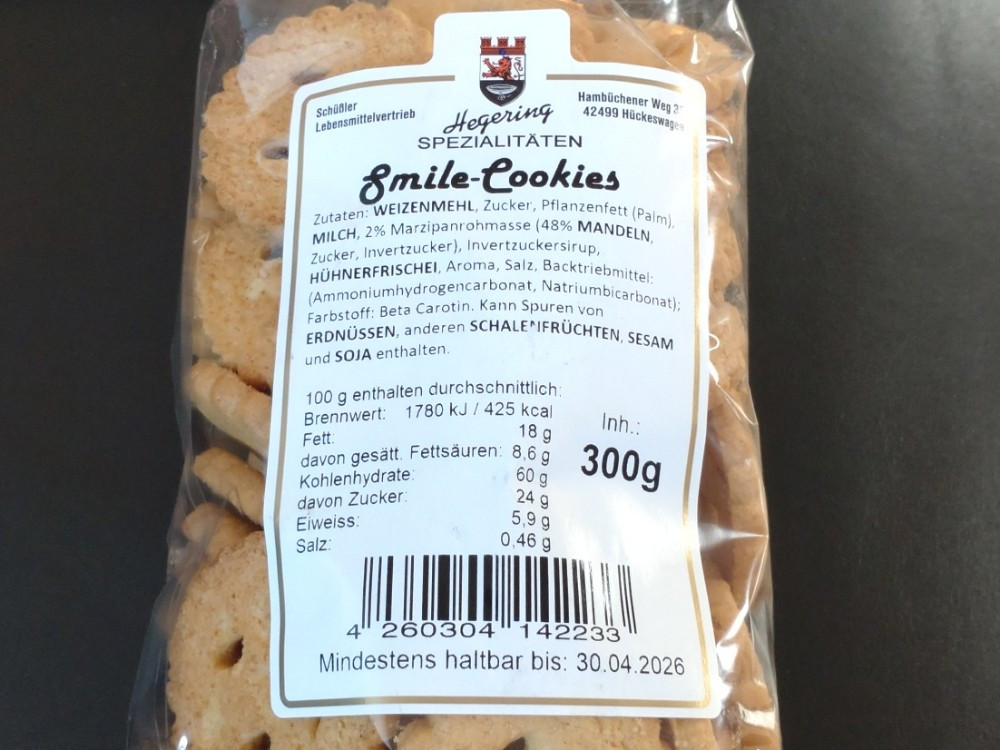 Schüßler
Lebensmittelvertrieb
Hambüchener Weg
42499 Hückeswagen
Hegering
SPEZIALITÄTEN
Smile-Cookies
Zutaten: WEIZENMEHL, Zucker, Pflanzenfett (Palm),
MILCH, 2% Marzipanrohmasse (48% MANDELN,
Zucker, Invertzucker), Invertzuckersirup,
HÜHNERFRISCHEI, Aroma, Salz, Backtriebmittel:
(Ammoniumhydrogencarbonat, Natriumbicarbonat);
Farbstoff: Beta Carotin. Kann Spuren von
ERDNÜSSEN, anderen SCHALENFRÜCHTEN, SESAM
und SOJA enthalten.
100 g enthalten durchschnittlich:
Brennwert: 1780 kJ / 425 kcal
Fett: 18 g
davon gesätt. Fettsäuren: 8,6 g
Kohlenhydrate: 60 g
davon Zucker: 24 g
Eiweiss: 5,9 g
Salz: 0,46 g
Inh.:
300g
4 260304 142233
Mindestens haltbar bis: 30.04.2026